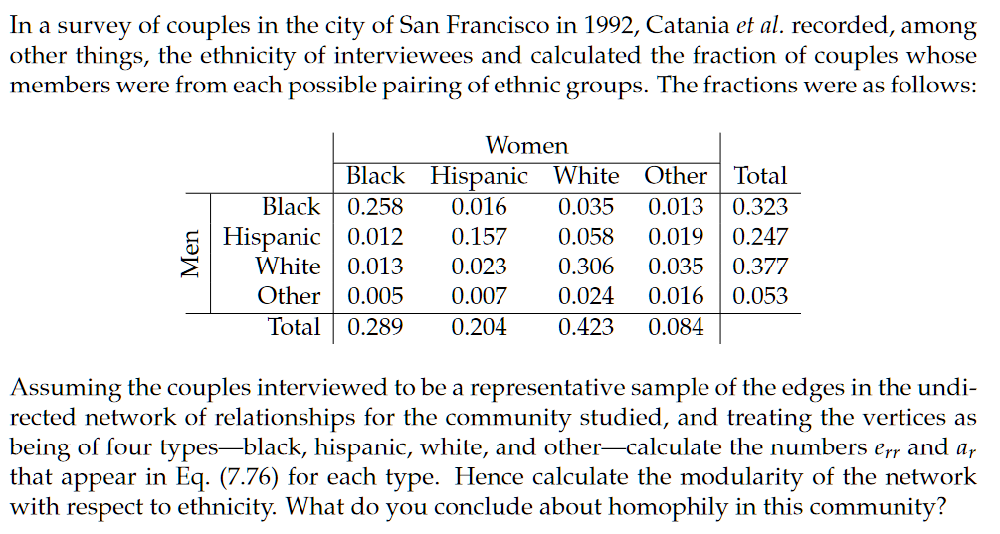 In a survey of couples in the city of San Francisco in 1992, Catania et al. recorded, among
other things, the ethnicity of interviewees and calculated the fraction of couples whose
members were from each possible pairing of ethnic groups. The fractions were as follows:
Women
Black Hispanic White Other Total
Men
Black 0.258 0.016 0.035 0.013 0.323
Hispanic 0.012 0.157 0.058 0.019 0.247
White 0.013 0.023 0.306 0.035 0.377
Other 0.005 0.007 0.024 0.016 0.053
Total 0.289 0.204 0.423 0.084
Assuming the couples interviewed to be a representative sample of the edges in the undi-
rected network of relationships for the community studied, and treating the vertices as
being of four types—black, hispanic, white, and other—calculate the numbers eᵣᵣ and aᵣ
that appear in Eq. (7.76) for each type. Hence calculate the modularity of the network
with respect to ethnicity. What do you conclude about homophily in this community?